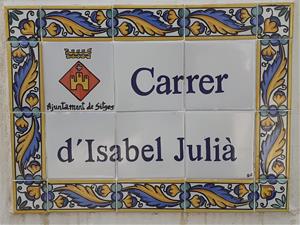 Carrer
Ajuntament de Sitges
d'Isabel Julià